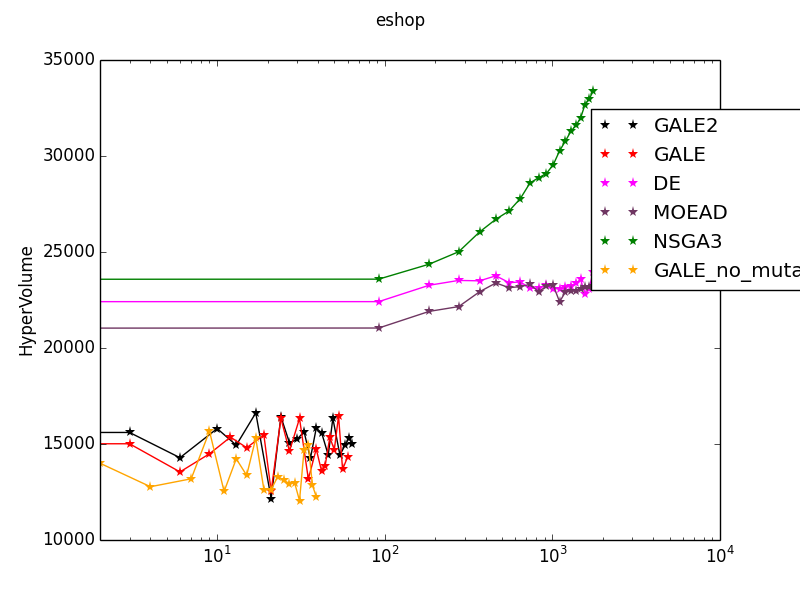 eshop
35000
30000
25000
20000
15000
10000
HyperVolume
10^1
10^2
10^3
10^4
GALE2
GALE
DE
MOEAD
NSGA3
GALE_no_muta